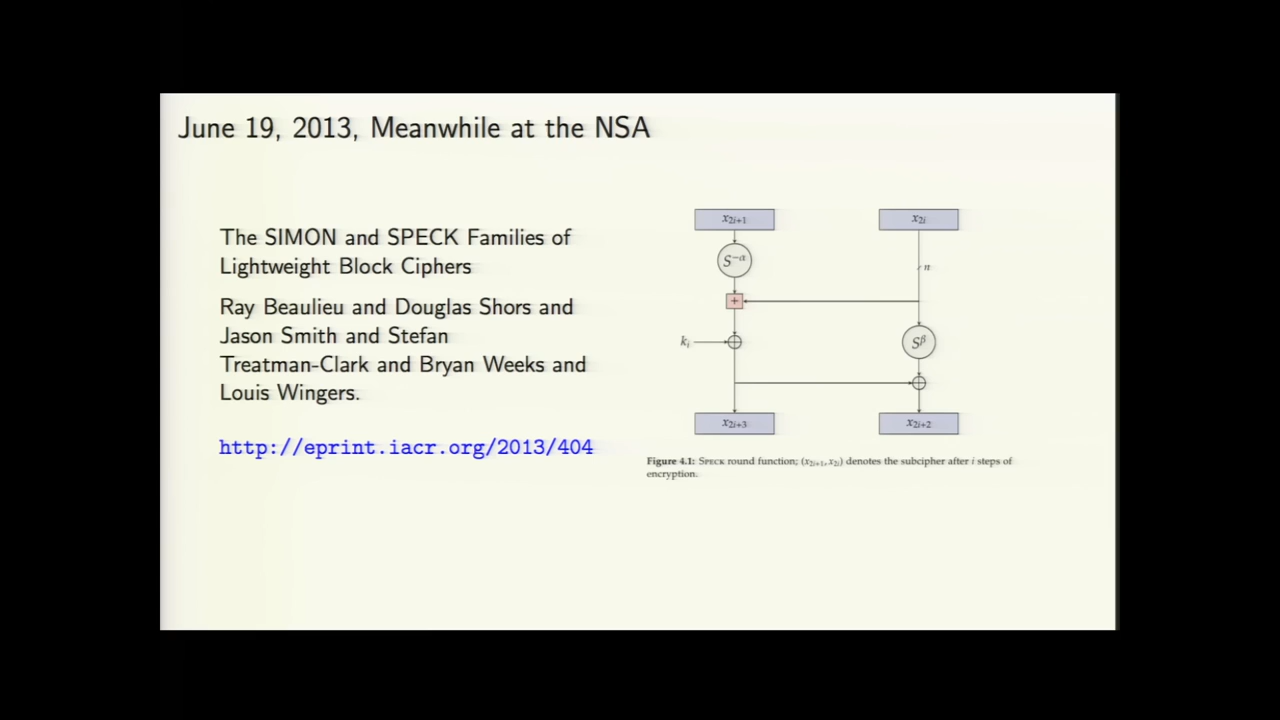 June 19, 2013, Meanwhile at the NSA
The SIMON and SPECK Families of
Lightweight Block Ciphers
Ray Beaulieu and Douglas Shors and
Jason Smith and Stefan
Treatman-Clark and Bryan Weeks and
Louis Wingers.
http://eprint.iacr.org/2013/404
x₂ᵢ₊₁
x₂ᵢ
S⁻ᵅ
n
+
kᵢ
Sᵝ
x₂ᵢ₊₃
x₂ᵢ₊₂
Figure 4.1: SPECK round function; (x₂ᵢ₊₁, x₂ᵢ) denotes the subcipher after i steps of
encryption.